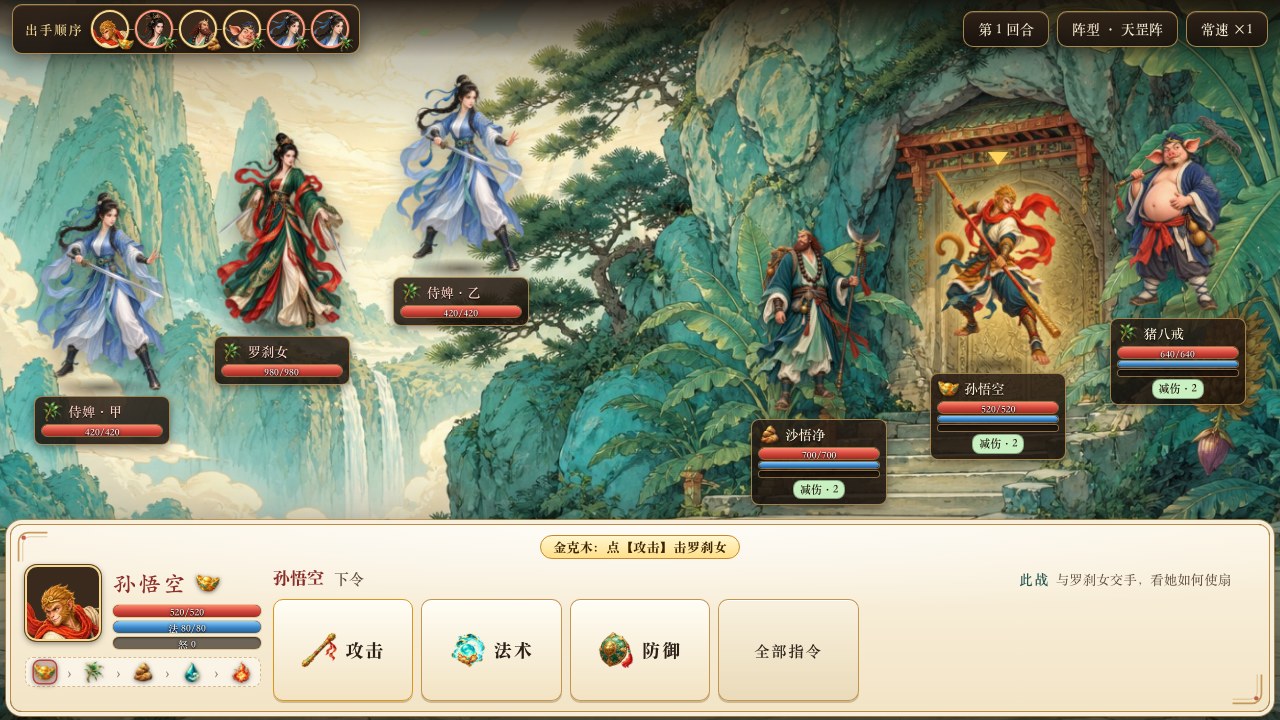 出手顺序
第 1 回合
阵型 · 天罡阵
常速 ×1
侍婢 · 乙
420/420
罗刹女
980/980
侍婢 · 甲
420/420
猪八戒
640/640
减伤 · 2
孙悟空
520/520
减伤 · 2
沙悟净
700/700
减伤 · 2
金克木：点【攻击】击罗刹女
孙悟空
520/520
法 80/80
怒 0
孙悟空 下令
此战 与罗刹女交手，看她如何使扇
攻击
法术
防御
全部指令